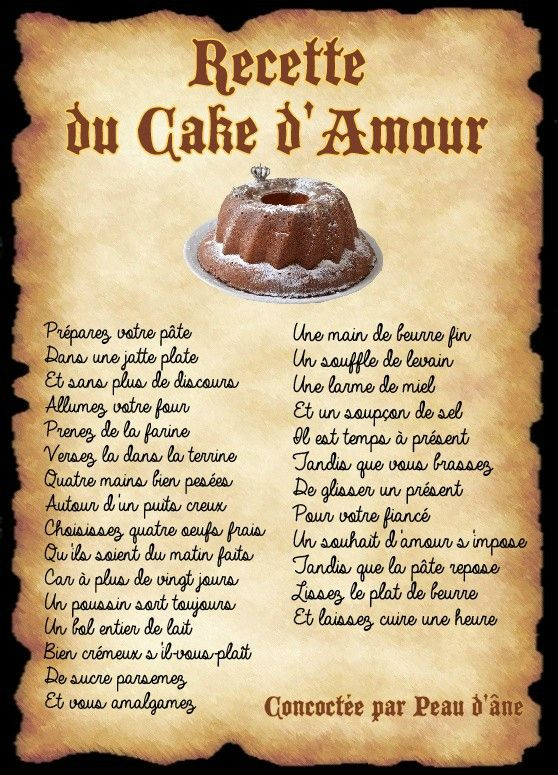 Recette
du Cake d'Amour
Préparez votre pâte
Dans une jatte plate
Et sans plus de discours
Allumez votre four
Prenez de la farine
Versez la dans la terrine
Quatre mains bien pesées
Autour d'un puits creux
Choisissez quatre oeufs frais
Qu'ils soient du matin faits
Car à plus de vingt jours
Un poussin sort toujours
Un bol entier de lait
Bien crémeux s'il-vous-plaît
De sucre parsemez
Et vous amalgamez
Une main de beurre fin
Un souffle de levain
Une larme de miel
Et un soupçon de sel
Il est temps à présent
Tandis que vous brassez
De glisser un présent
Pour votre fiancé
Un souhait d'amour s'impose
Tandis que la pâte repose
Lissez le plat de beurre
Et laissez cuire une heure
Concoctée par Peau d'âne